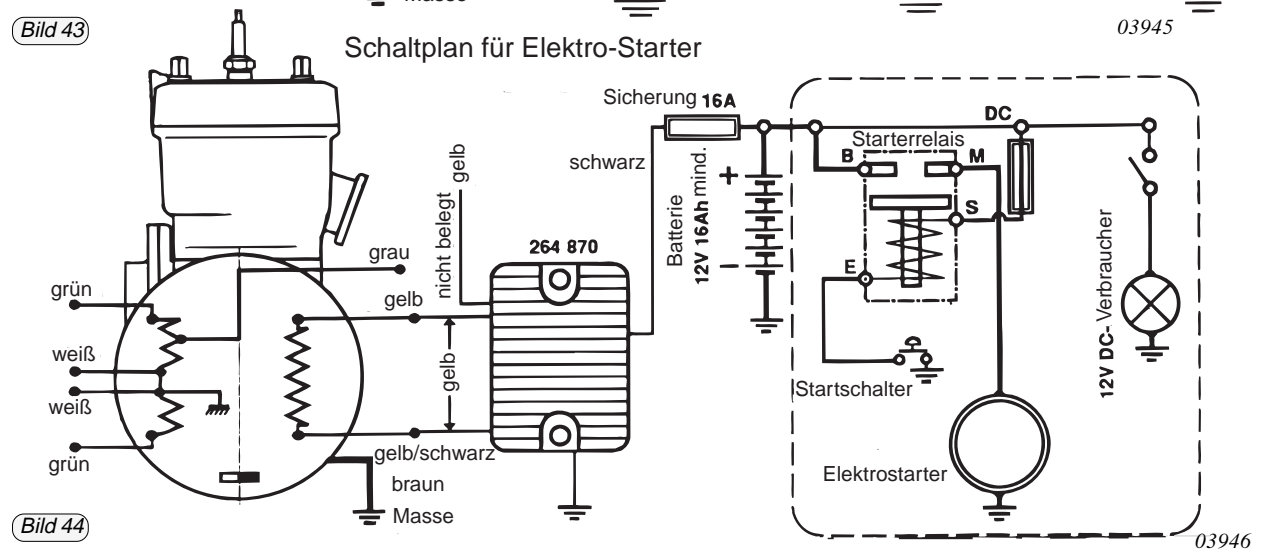 Masse
Bild 43
03945
Schaltplan für Elektro-Starter
Sicherung 16A
DC
Starterrelais
schwarz
B
M
S
E
+
Batterie
12V 16Ah mind.
−
nicht belegt
gelb
264 870
grau
grün
gelb
weiß
gelb
weiß
gelb/schwarz
grün
braun
Masse
Startschalter
12V DC- Verbraucher
Elektrostarter
Bild 44
03946